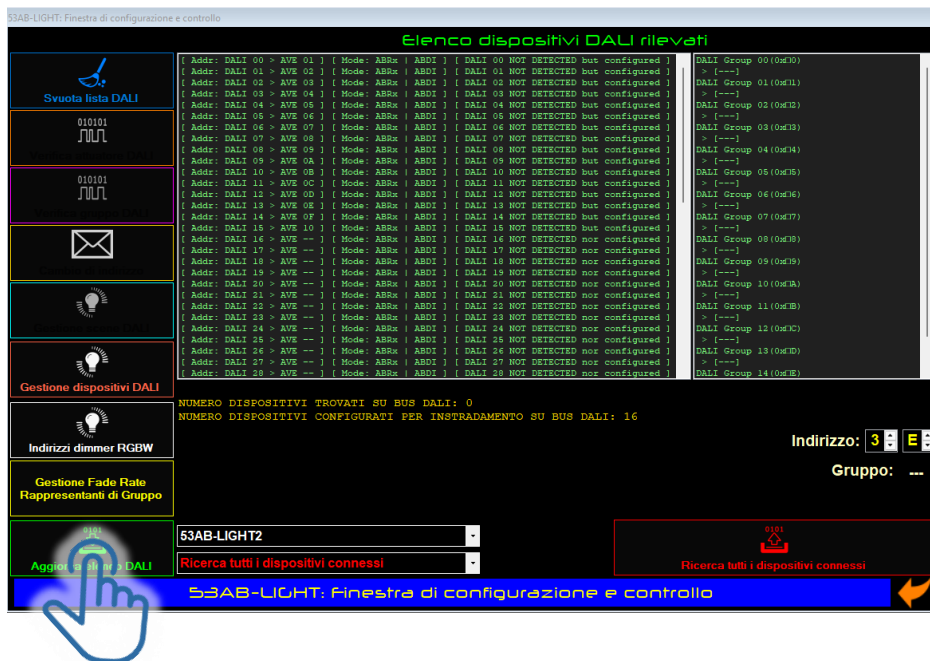 53AB-LIGHT: Finestra di configurazione e controllo
Elenco dispositivi DALI rilevati
Svuota lista DALI
010101
010101
Gestione dispositivi DALI
Indirizzi dimmer RGBW
Gestione Fade Rate
Rappresentanti di Gruppo
0101
Aggiorna elenco DALI
[ Addr: DALI 00 > AVE 01 ] [ Mode: ABRx | ABDI ] [ DALI 00 NOT DETECTED but configured ]
[ Addr: DALI 01 > AVE 02 ] [ Mode: ABRx | ABDI ] [ DALI 01 NOT DETECTED but configured ]
[ Addr: DALI 02 > AVE 03 ] [ Mode: ABRx | ABDI ] [ DALI 02 NOT DETECTED but configured ]
[ Addr: DALI 03 > AVE 04 ] [ Mode: ABRx | ABDI ] [ DALI 03 NOT DETECTED but configured ]
[ Addr: DALI 04 > AVE 05 ] [ Mode: ABRx | ABDI ] [ DALI 04 NOT DETECTED but configured ]
[ Addr: DALI 05 > AVE 06 ] [ Mode: ABRx | ABDI ] [ DALI 05 NOT DETECTED but configured ]
[ Addr: DALI 06 > AVE 07 ] [ Mode: ABRx | ABDI ] [ DALI 06 NOT DETECTED but configured ]
[ Addr: DALI 07 > AVE 08 ] [ Mode: ABRx | ABDI ] [ DALI 07 NOT DETECTED but configured ]
[ Addr: DALI 08 > AVE 09 ] [ Mode: ABRx | ABDI ] [ DALI 08 NOT DETECTED but configured ]
[ Addr: DALI 09 > AVE 0A ] [ Mode: ABRx | ABDI ] [ DALI 09 NOT DETECTED but configured ]
[ Addr: DALI 10 > AVE 0B ] [ Mode: ABRx | ABDI ] [ DALI 10 NOT DETECTED but configured ]
[ Addr: DALI 11 > AVE 0C ] [ Mode: ABRx | ABDI ] [ DALI 11 NOT DETECTED but configured ]
[ Addr: DALI 12 > AVE 0D ] [ Mode: ABRx | ABDI ] [ DALI 12 NOT DETECTED but configured ]
[ Addr: DALI 13 > AVE 0E ] [ Mode: ABRx | ABDI ] [ DALI 13 NOT DETECTED but configured ]
[ Addr: DALI 14 > AVE 0F ] [ Mode: ABRx | ABDI ] [ DALI 14 NOT DETECTED but configured ]
[ Addr: DALI 15 > AVE 10 ] [ Mode: ABRx | ABDI ] [ DALI 15 NOT DETECTED but configured ]
[ Addr: DALI 16 > AVE -- ] [ Mode: ABRx | ABDI ] [ DALI 16 NOT DETECTED nor configured ]
[ Addr: DALI 17 > AVE -- ] [ Mode: ABRx | ABDI ] [ DALI 17 NOT DETECTED nor configured ]
[ Addr: DALI 18 > AVE -- ] [ Mode: ABRx | ABDI ] [ DALI 18 NOT DETECTED nor configured ]
[ Addr: DALI 19 > AVE -- ] [ Mode: ABRx | ABDI ] [ DALI 19 NOT DETECTED nor configured ]
[ Addr: DALI 20 > AVE -- ] [ Mode: ABRx | ABDI ] [ DALI 20 NOT DETECTED nor configured ]
[ Addr: DALI 21 > AVE -- ] [ Mode: ABRx | ABDI ] [ DALI 21 NOT DETECTED nor configured ]
[ Addr: DALI 22 > AVE -- ] [ Mode: ABRx | ABDI ] [ DALI 22 NOT DETECTED nor configured ]
[ Addr: DALI 23 > AVE -- ] [ Mode: ABRx | ABDI ] [ DALI 23 NOT DETECTED nor configured ]
[ Addr: DALI 24 > AVE -- ] [ Mode: ABRx | ABDI ] [ DALI 24 NOT DETECTED nor configured ]
[ Addr: DALI 25 > AVE -- ] [ Mode: ABRx | ABDI ] [ DALI 25 NOT DETECTED nor configured ]
[ Addr: DALI 26 > AVE -- ] [ Mode: ABRx | ABDI ] [ DALI 26 NOT DETECTED nor configured ]
[ Addr: DALI 27 > AVE -- ] [ Mode: ABRx | ABDI ] [ DALI 27 NOT DETECTED nor configured ]
[ Addr: DALI 28 > AVE -- ] [ Mode: ABRx | ABDI ] [ DALI 28 NOT DETECTED nor configured ]
DALI Group 00(0x00)
> [---]
DALI Group 01(0x01)
> [---]
DALI Group 02(0x02)
> [---]
DALI Group 03(0x03)
> [---]
DALI Group 04(0x04)
> [---]
DALI Group 05(0x05)
> [---]
DALI Group 06(0x06)
> [---]
DALI Group 07(0x07)
> [---]
DALI Group 08(0x08)
> [---]
DALI Group 09(0x09)
> [---]
DALI Group 10(0x0A)
> [---]
DALI Group 11(0x0B)
> [---]
DALI Group 12(0x0C)
> [---]
DALI Group 13(0x0D)
> [---]
DALI Group 14(0x0E)
NUMERO DISPOSITIVI TROVATI SU BUS DALI: 0
NUMERO DISPOSITIVI CONFIGURATI PER INSTRADAMENTO SU BUS DALI: 16
Indirizzo: 3 E
Gruppo: ---
53AB-LIGHT2
Ricerca tutti i dispositivi connessi
0101
Ricerca tutti i dispositivi connessi
53AB-LIGHT: Finestra di configurazione e controllo